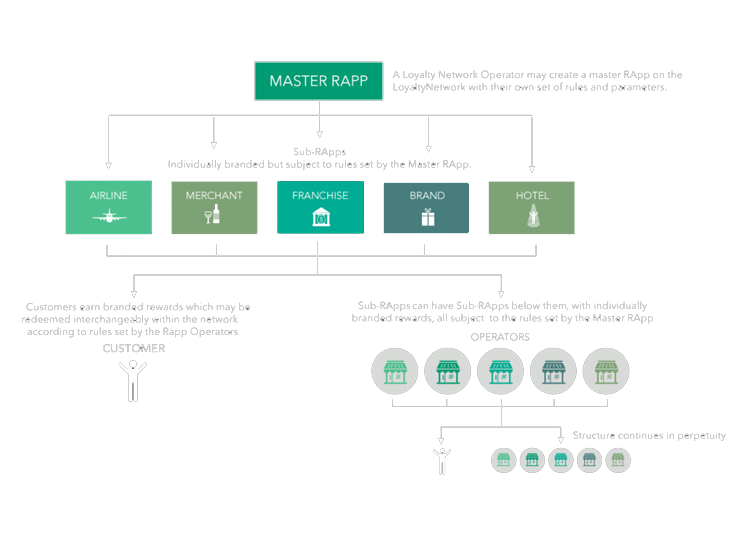 MASTER RAPP
A Loyalty Network Operator may create a master RApp on the
LoyaltyNetwork with their own set of rules and parameters.
Sub-RApps
Individually branded but subject to rules set by the Master RApp.
AIRLINE
MERCHANT
FRANCHISE
BRAND
HOTEL
Customers earn branded rewards which may be
redeemed interchangeably within the network
according to rules set by the Rapp Operators
CUSTOMER
Sub-RApps can have Sub-RApps below them, with individually
branded rewards, all subject to the rules set by the Master RApp
OPERATORS
Structure continues in perpetuity